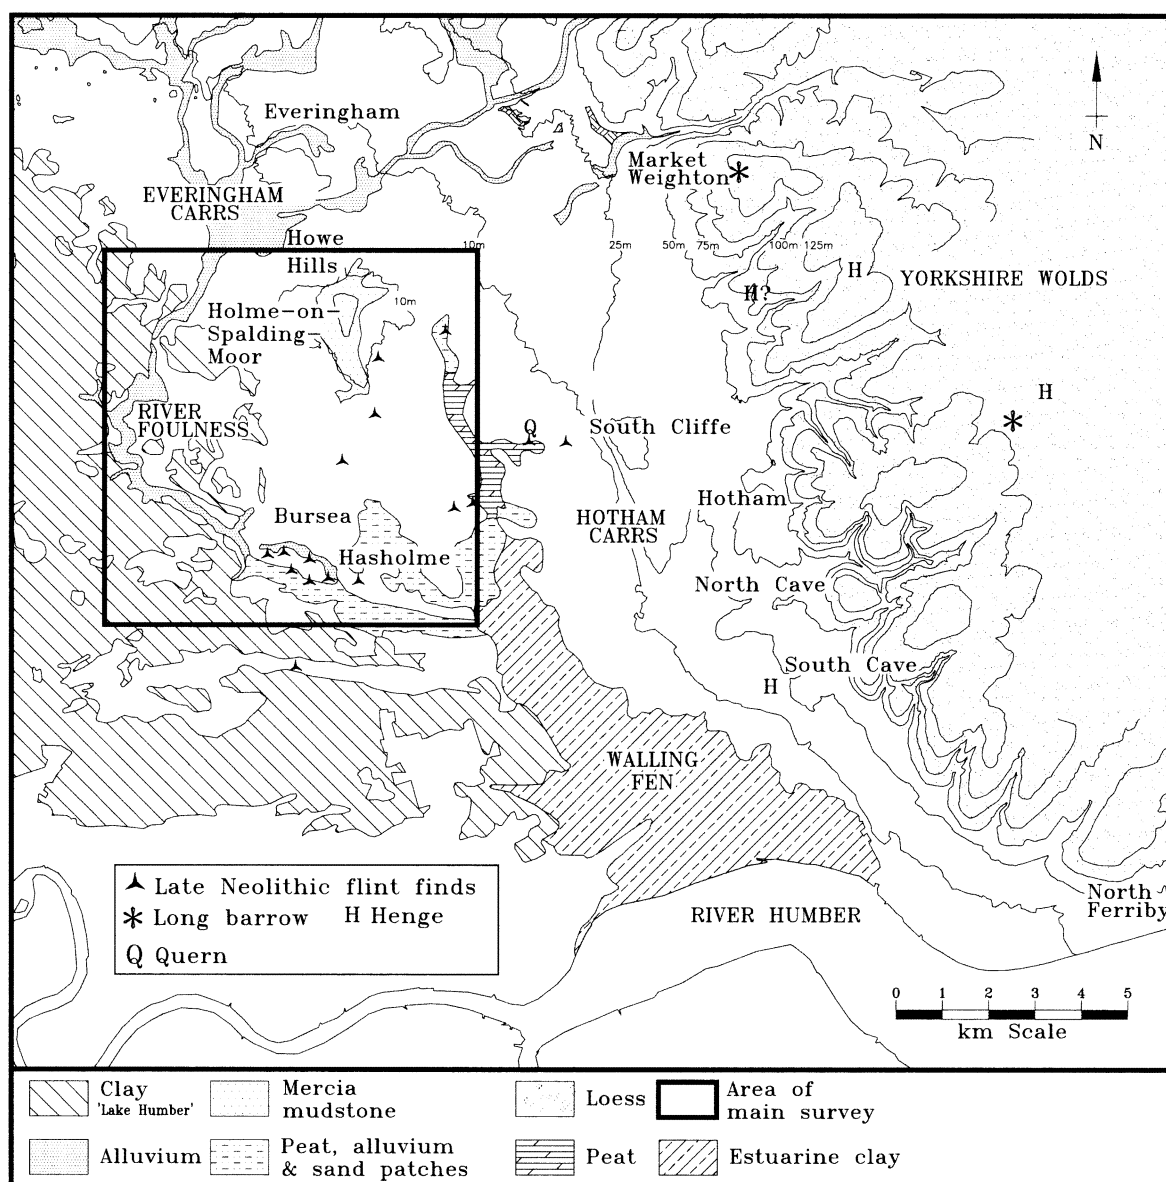 Everingham
N
Market
Weighton
EVERINGHAM
CARRS
Howe
Hills
10m
25m
50m
75m
100m
125m
H
YORKSHIRE WOLDS
H?
10m
Holme-on-
Spalding-
Moor
H
RIVER
FOULNESS
Q
South Cliffe
Hotham
Bursea
HOTHAM
CARRS
Hasholme
North Cave
South Cave
H
WALLING
FEN
Late Neolithic flint finds
Long barrow
H Henge
Q Quern
RIVER HUMBER
North
Ferriby
0 1 2 3 4 5
km Scale
Clay
'Lake Humber'
Mercia
mudstone
Loess
Area of
main survey
Alluvium
Peat, alluvium
& sand patches
Peat
Estuarine clay